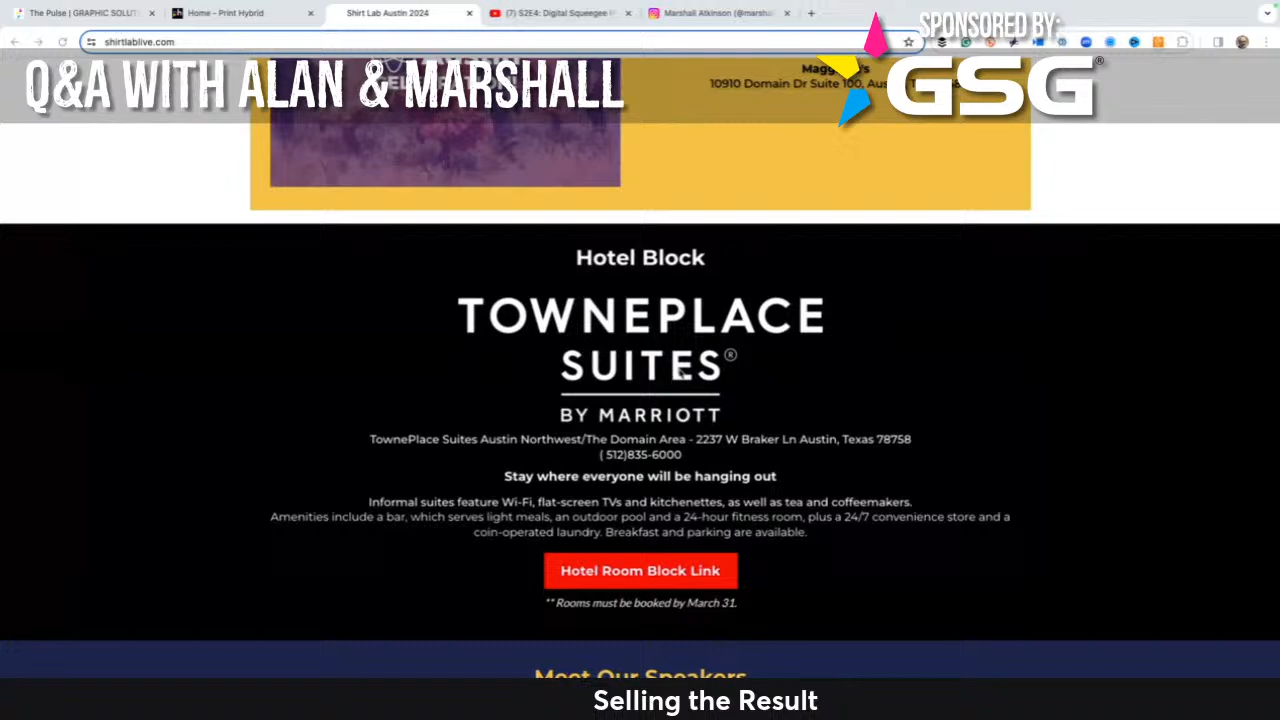 The Pulse | GRAPHIC SOLUT
Home - Print Hybrid
Shirt Lab Austin 2024
(7) S2E4: Digital Squeegee
Marshall Atkinson (@marshal
shirtlablive.com
SPONSORED BY:
Q&A WITH ALAN & MARSHALL
GSG®
10910 Domain Dr Suite 100,
Hotel Block
TOWNEPLACE
SUITES®
BY MARRIOTT
TownePlace Suites Austin Northwest/The Domain Area - 2237 W Braker Ln Austin, Texas 78758
( 512)835-6000
Stay where everyone will be hanging out
Informal suites feature Wi-Fi, flat-screen TVs and kitchenettes, as well as tea and coffeemakers.
Amenities include a bar, which serves light meals, an outdoor pool and a 24-hour fitness room, plus a 24/7 convenience store and a
coin-operated laundry. Breakfast and parking are available.
Hotel Room Block Link
**Rooms must be booked by March 31.
Meet Our Speakers
Selling the Result